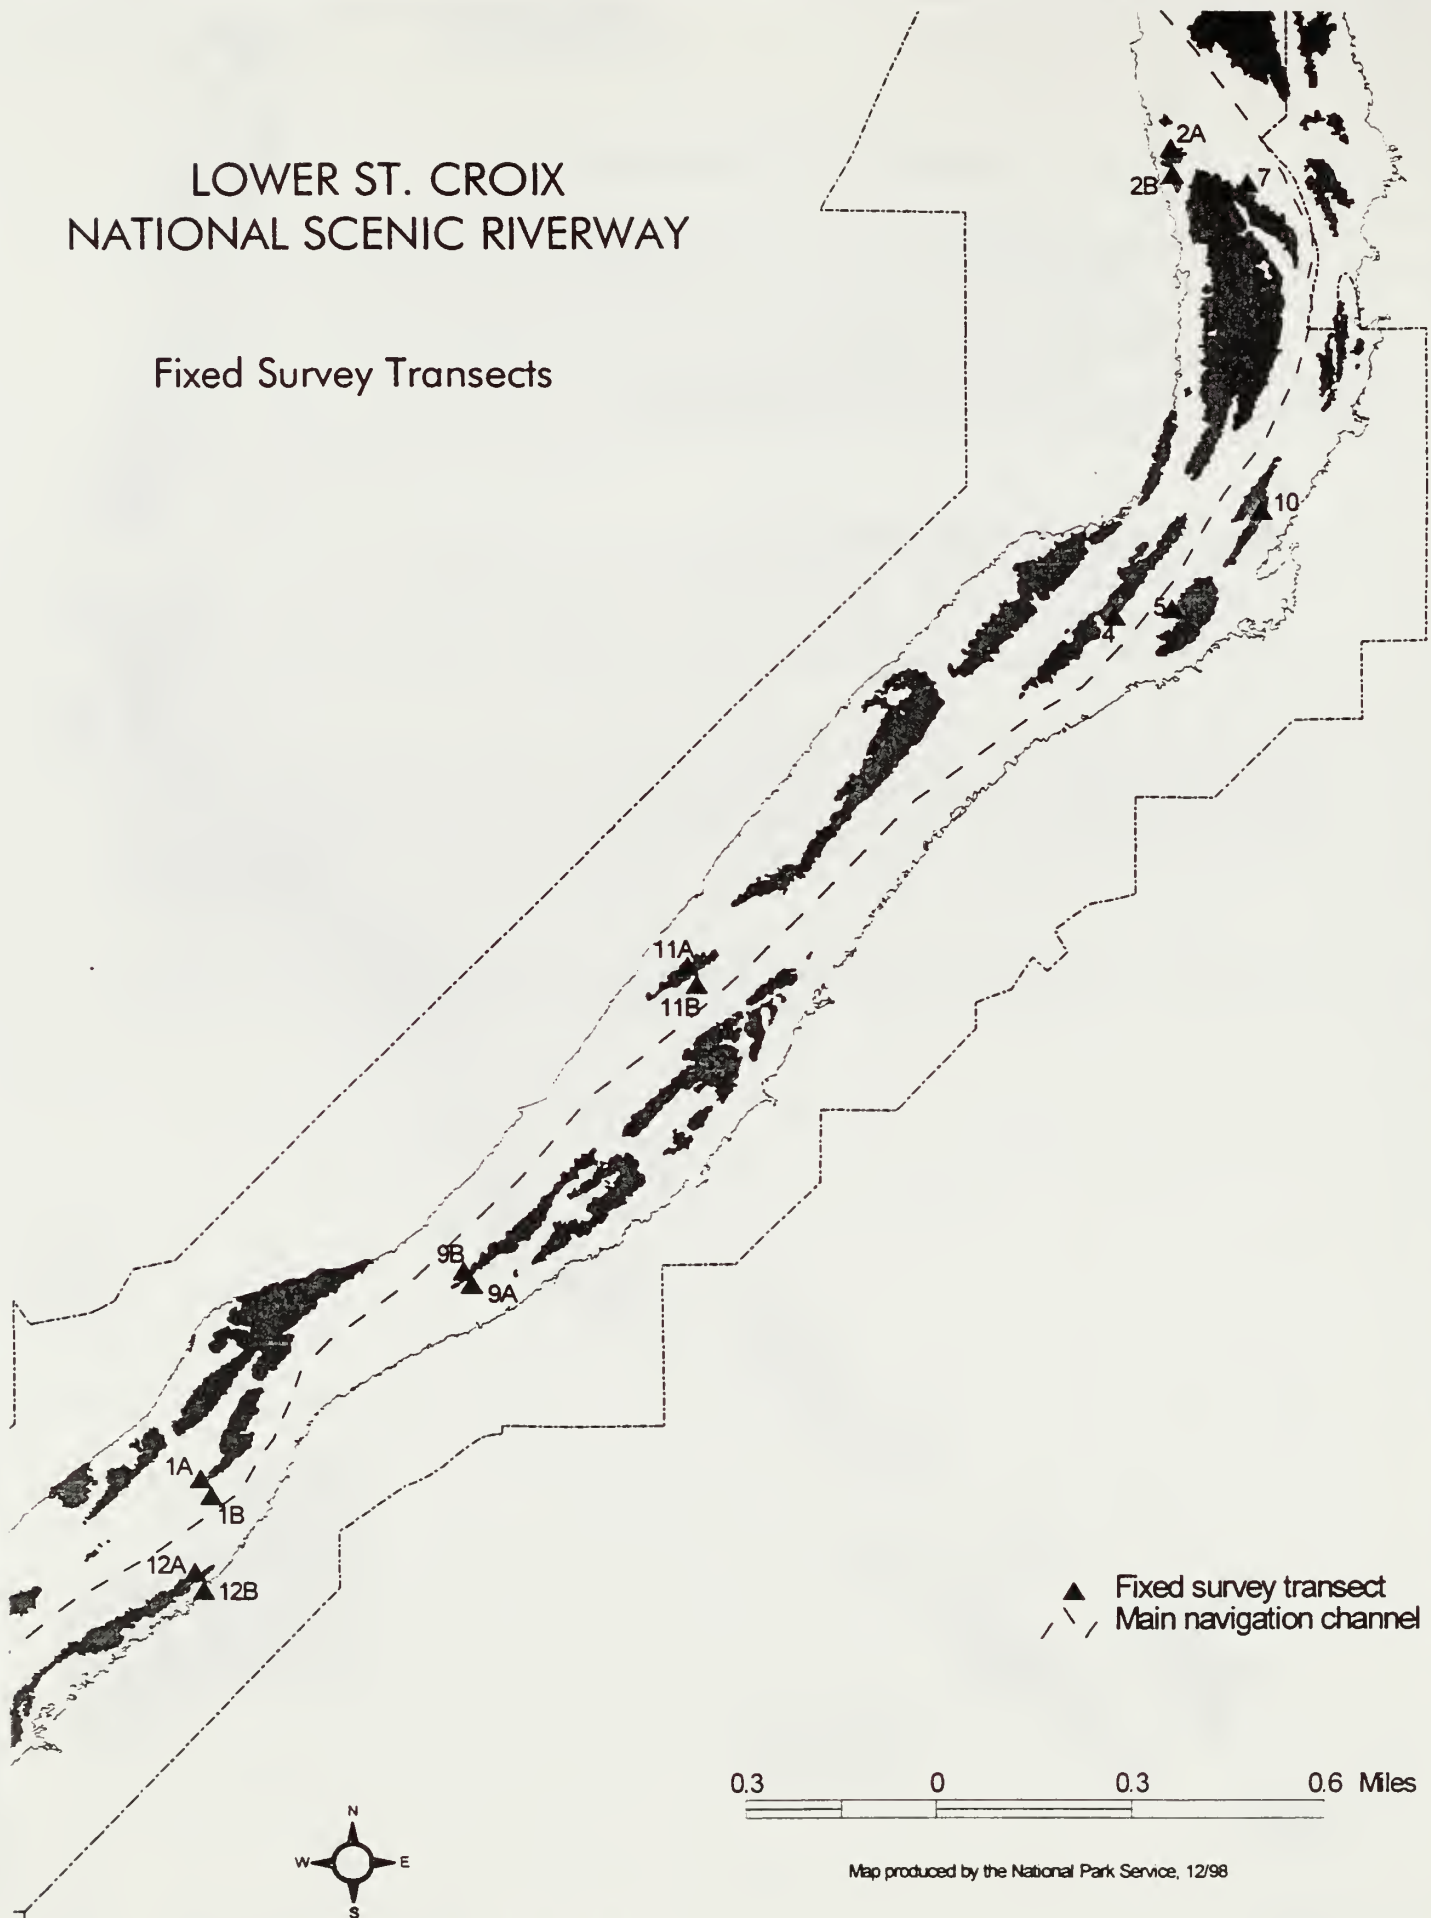 LOWER ST. CROIX
NATIONAL SCENIC RIVERWAY
Fixed Survey Transects
2A
2B
7
10
5
4
11A
11B
9B
9A
1A
1B
12A
12B
Fixed survey transect
Main navigation channel
0.3 0 0.3 0.6 Miles
N
W E
S
Map produced by the National Park Service, 12/98